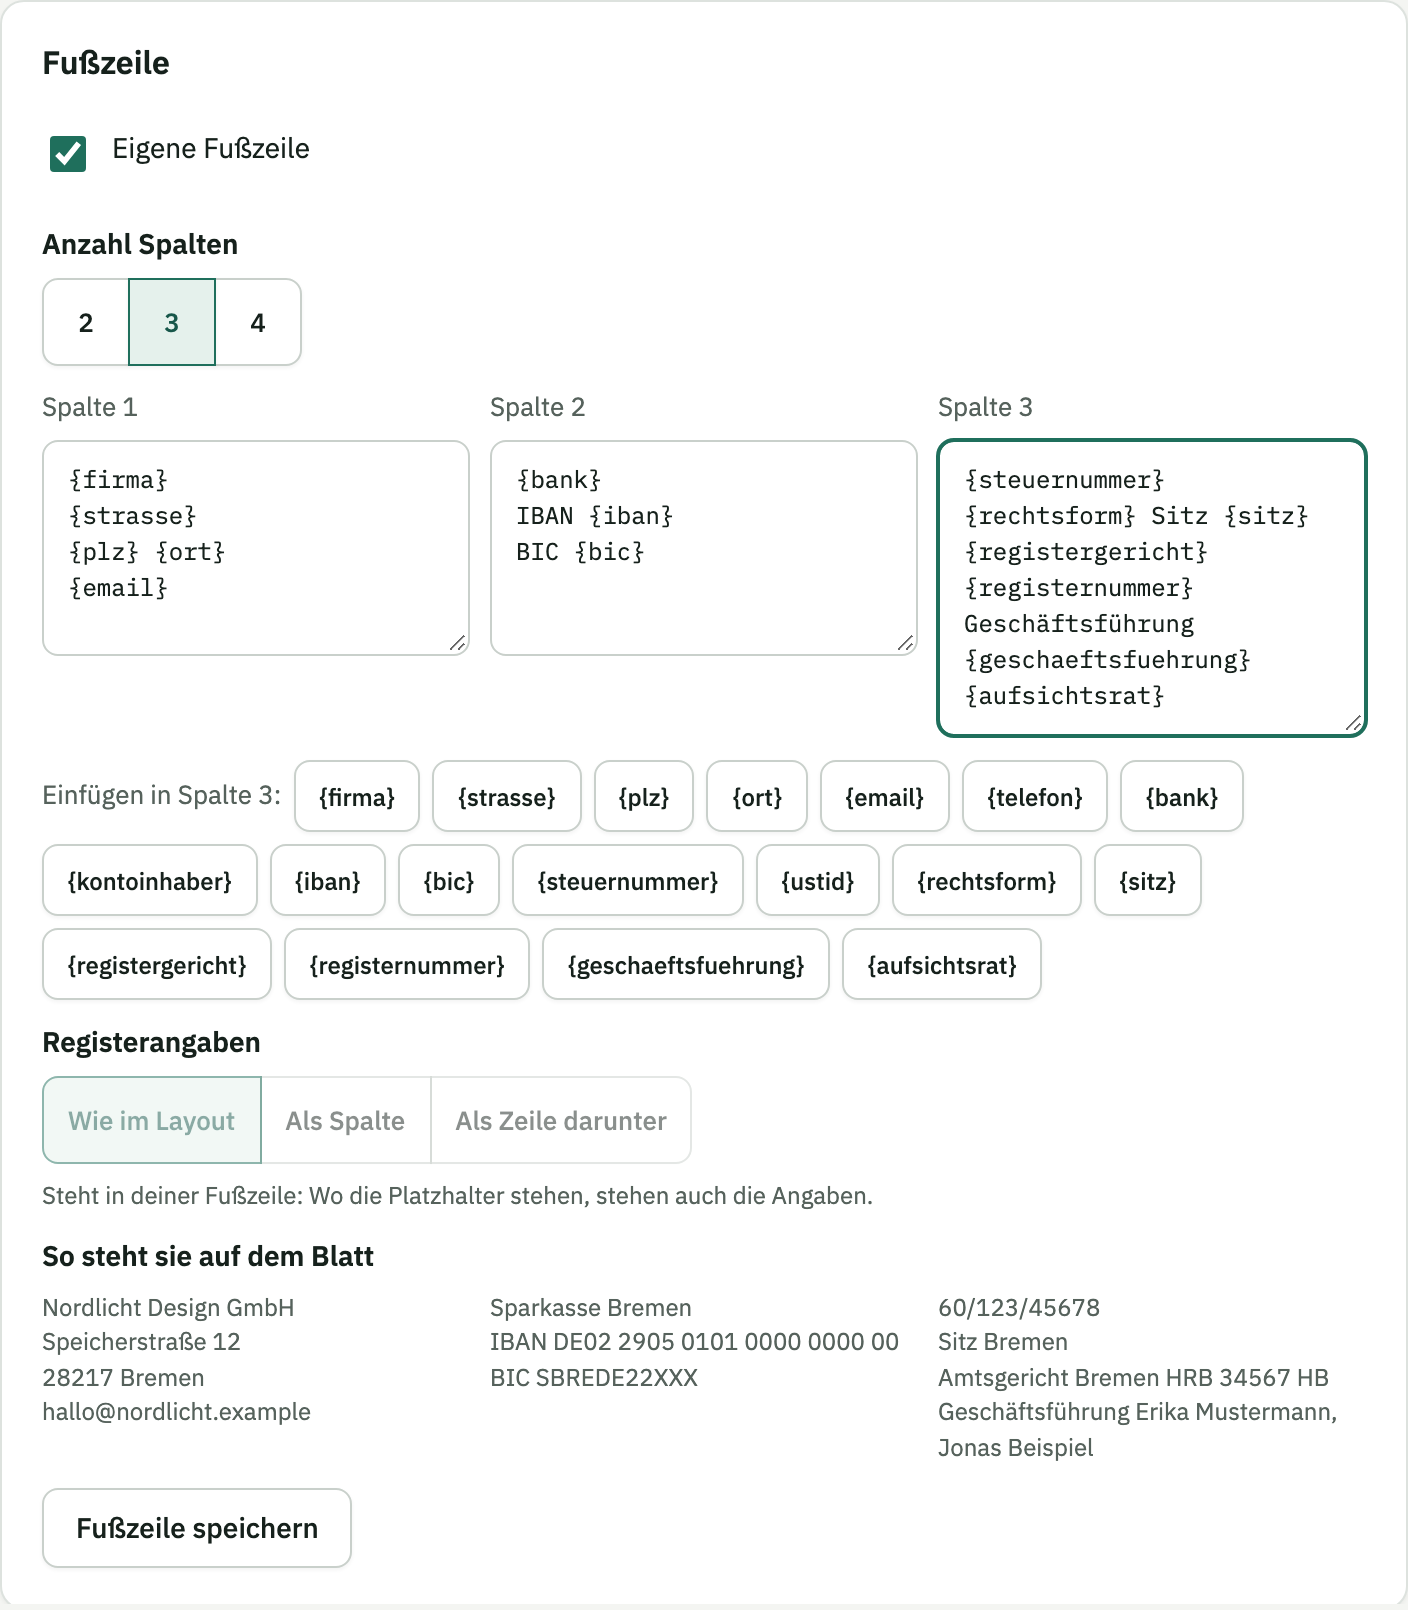 Fußzeile
Eigene Fußzeile
Anzahl Spalten
2 3 4
Spalte 1
{firma}
{strasse}
{plz} {ort}
{email}
Spalte 2
{bank}
IBAN {iban}
BIC {bic}
Spalte 3
{steuernummer}
{rechtsform} Sitz {sitz}
{registergericht}
{registernummer}
Geschäftsführung
{geschaeftsfuehrung}
{aufsichtsrat}
Einfügen in Spalte 3: {firma} {strasse} {plz} {ort} {email} {telefon} {bank}
{kontoinhaber} {iban} {bic} {steuernummer} {ustid} {rechtsform} {sitz}
{registergericht} {registernummer} {geschaeftsfuehrung} {aufsichtsrat}
Registerangaben
Wie im Layout Als Spalte Als Zeile darunter
Steht in deiner Fußzeile: Wo die Platzhalter stehen, stehen auch die Angaben.
So steht sie auf dem Blatt
Nordlicht Design GmbH
Speicherstraße 12
28217 Bremen
hallo@nordlicht.example
Sparkasse Bremen
IBAN DE02 2905 0101 0000 0000 00
BIC SBREDE22XXX
60/123/45678
Sitz Bremen
Amtsgericht Bremen HRB 34567 HB
Geschäftsführung Erika Mustermann,
Jonas Beispiel
Fußzeile speichern